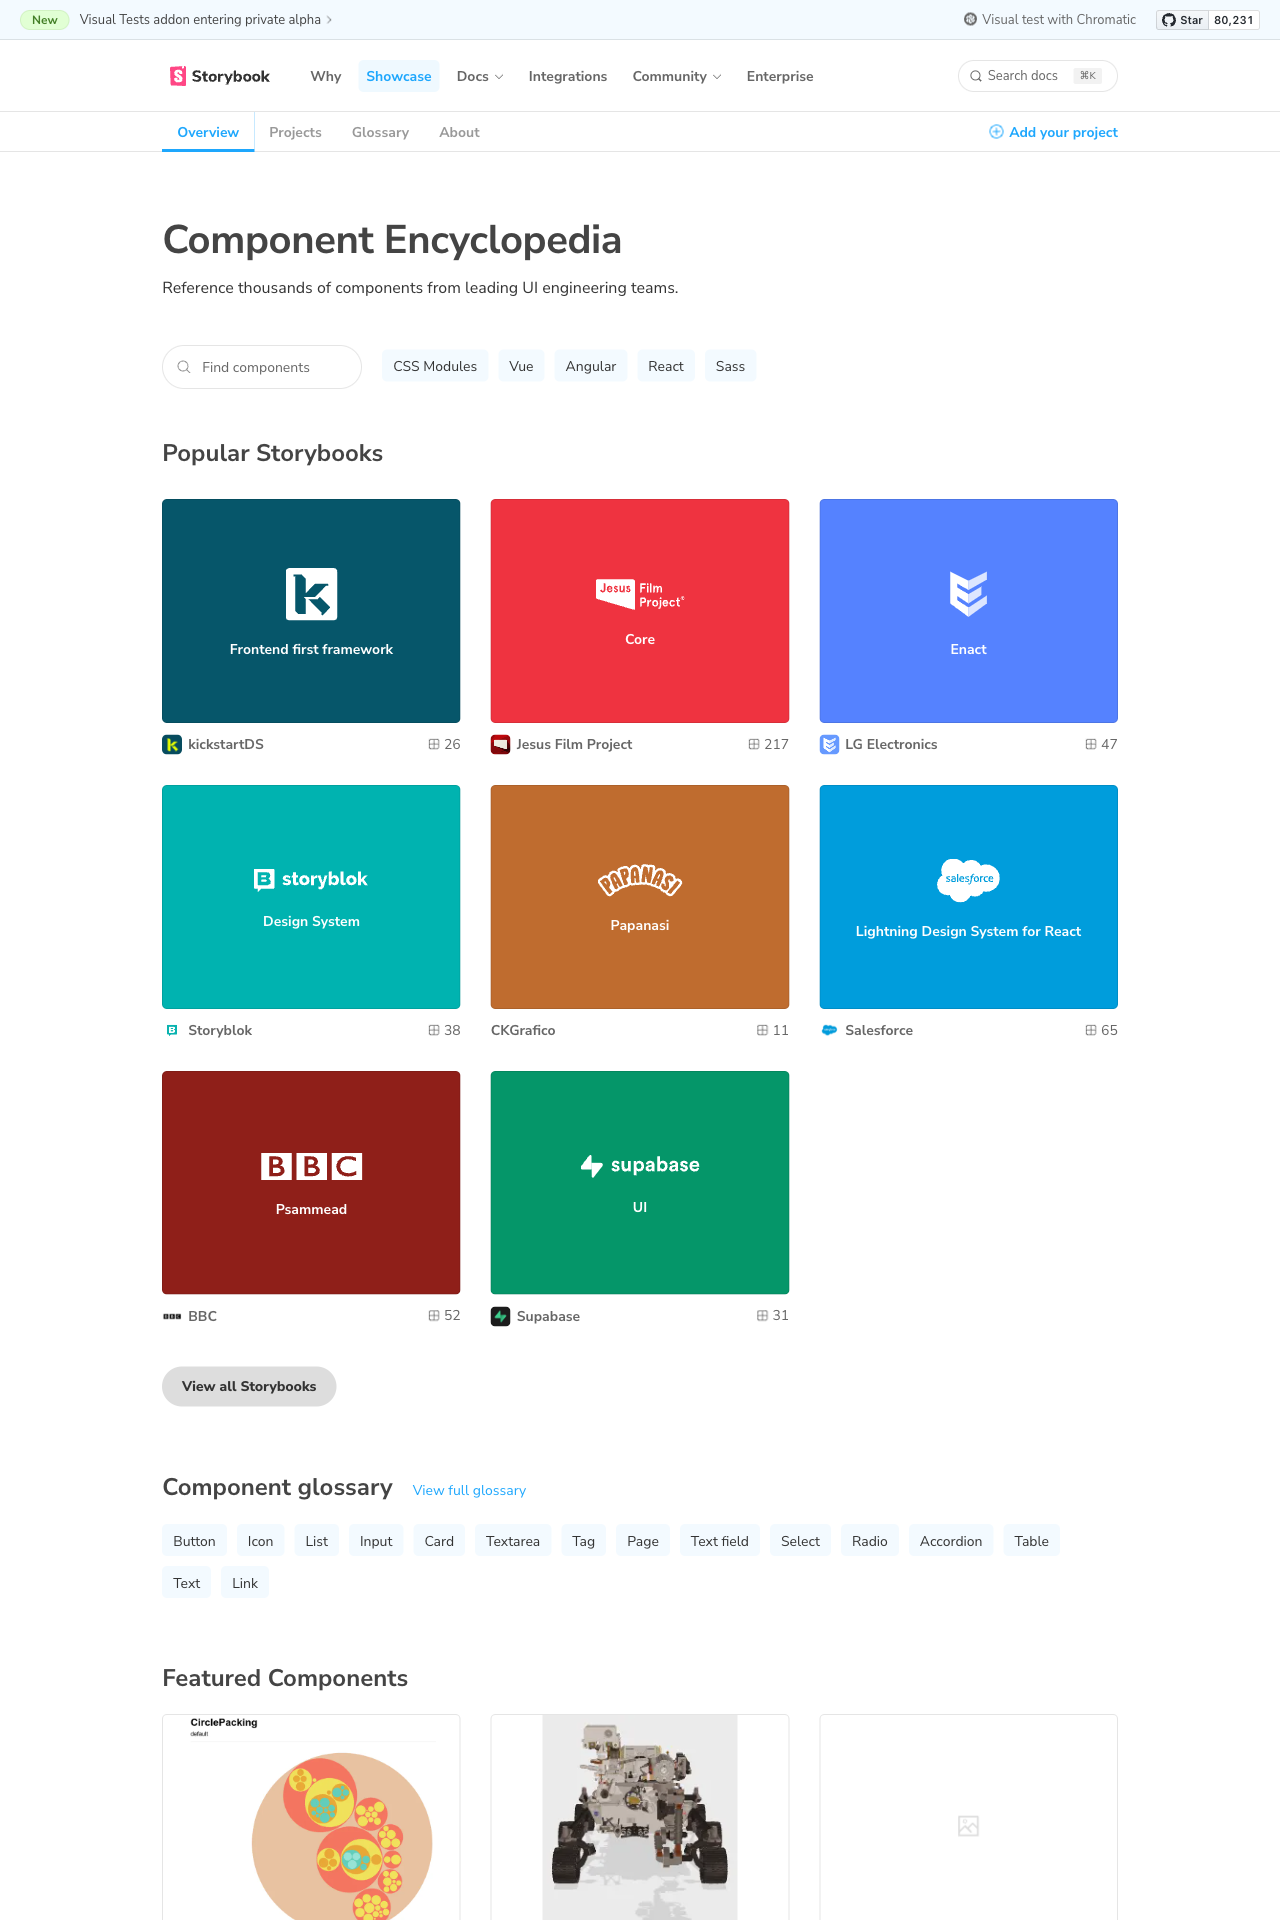 New Visual Tests addon entering private alpha
Visual test with Chromatic Star 80,231
Storybook Why Showcase Docs Integrations Community Enterprise Search docs ⌘K
Overview Projects Glossary About Add your project
Component Encyclopedia
Reference thousands of components from leading UI engineering teams.
Find components CSS Modules Vue Angular React Sass
Popular Storybooks
Frontend first framework
kickstartDS 26
Jesus Film
Project®
Core
Jesus Film Project 217
Enact
LG Electronics 47
storyblok
Design System
Storyblok 38
PAPANASI
Papanasi
CKGrafico 11
salesforce
Lightning Design System for React
Salesforce 65
BBC
Psammead
BBC BBC 52
supabase
UI
Supabase 31
View all Storybooks
Component glossary View full glossary
Button Icon List Input Card Textarea Tag Page Text field Select Radio Accordion Table
Text Link
Featured Components
CirclePacking
default